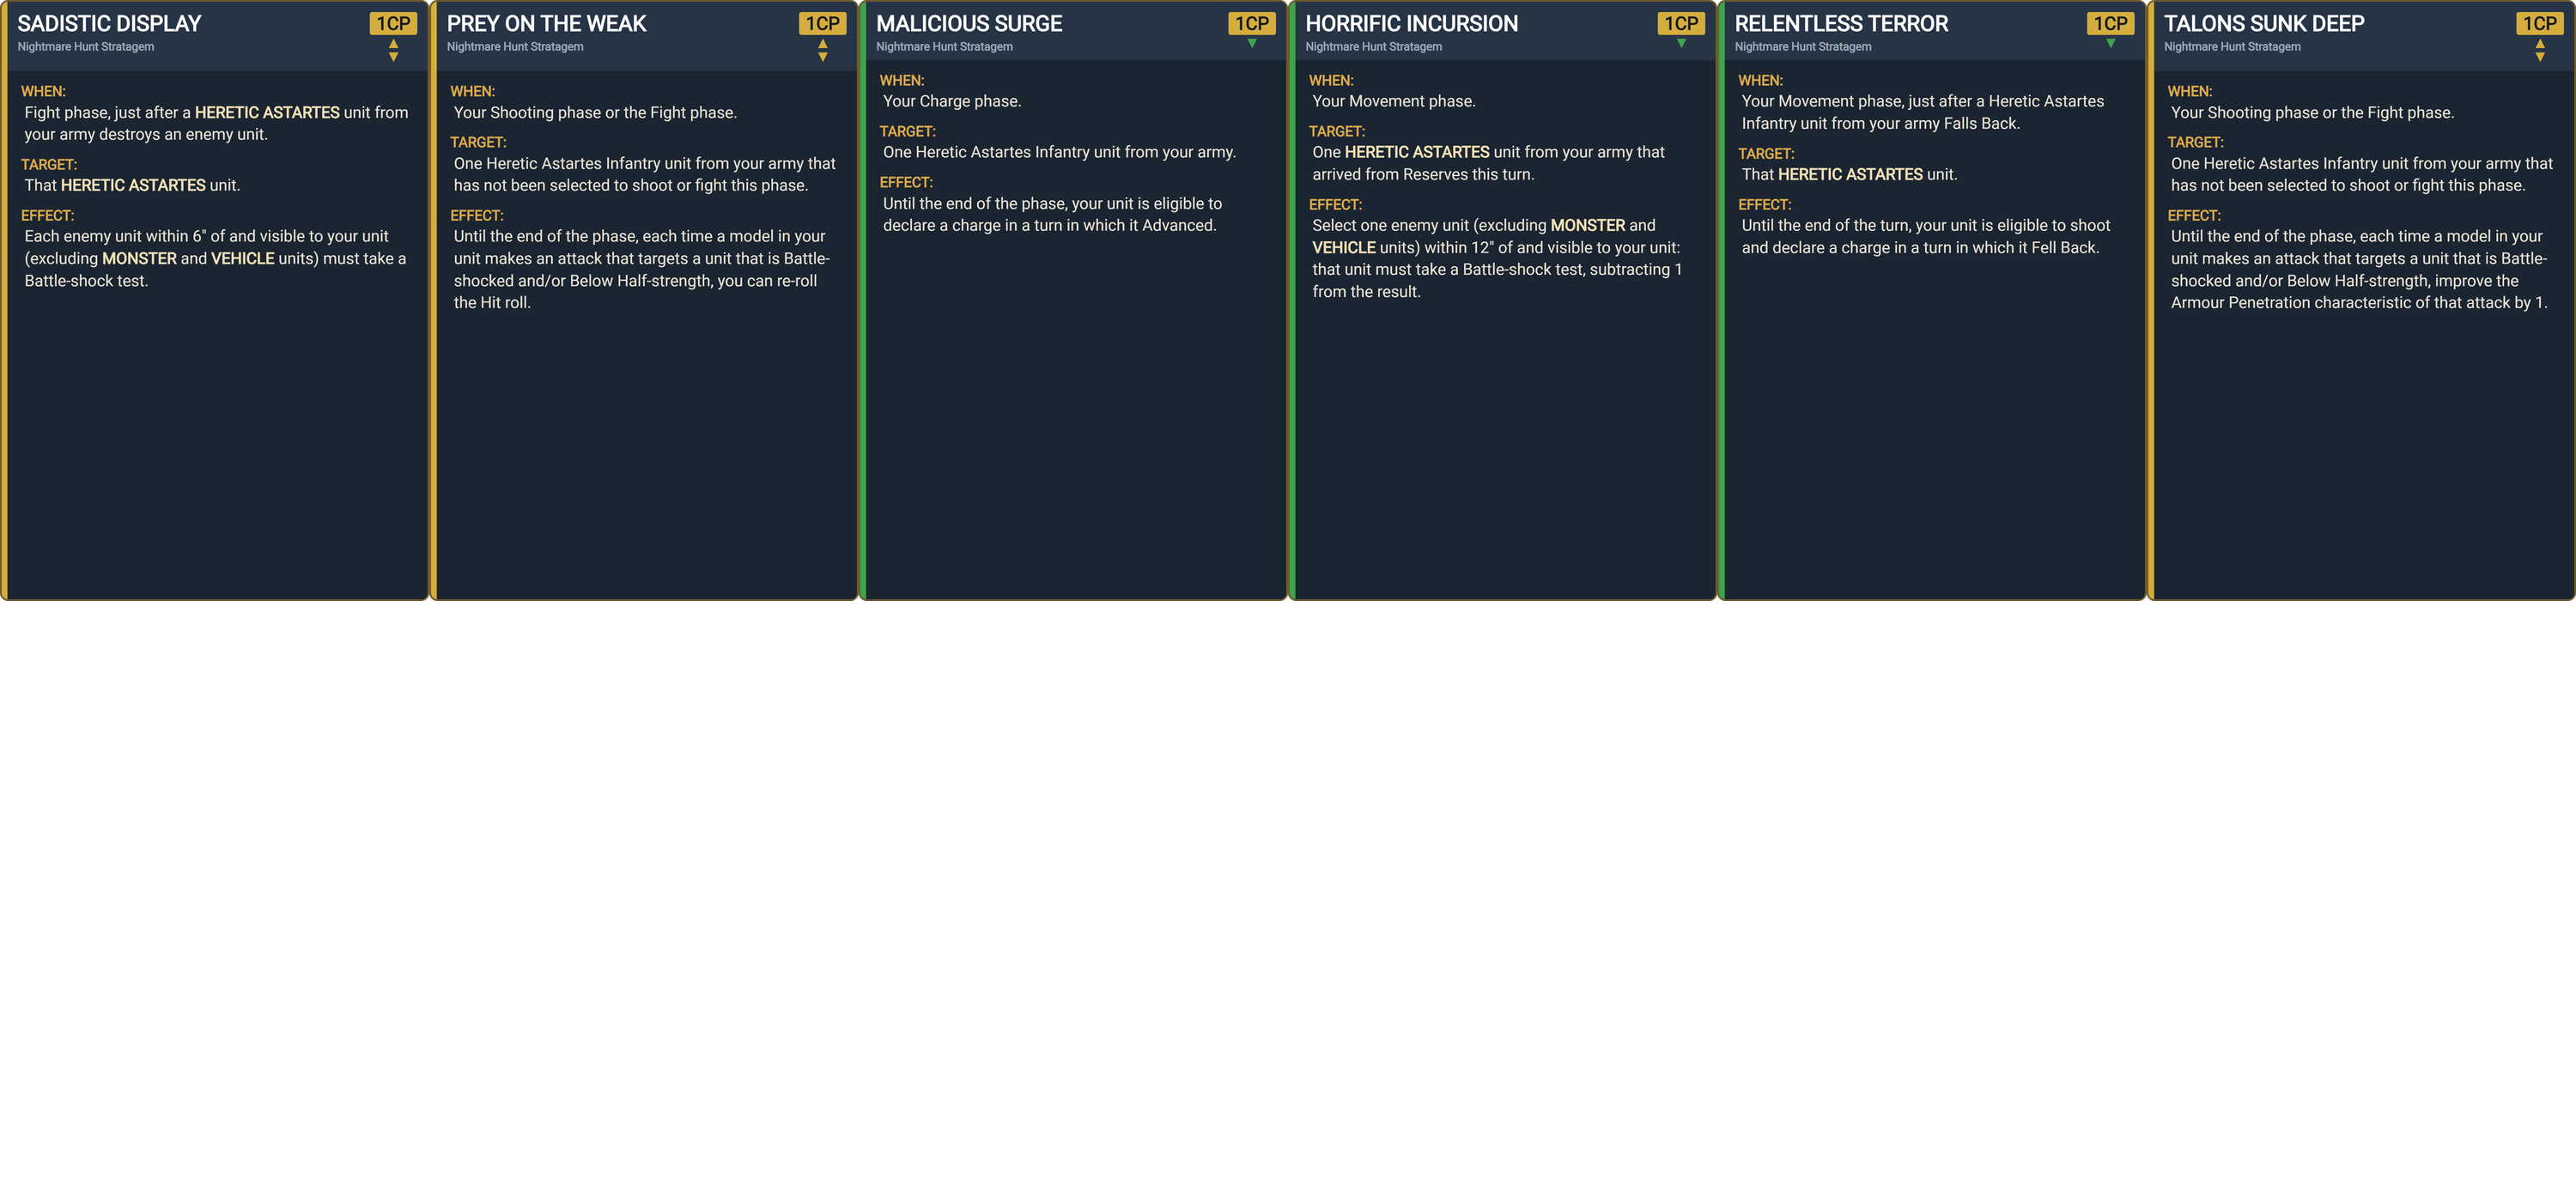 SADISTIC DISPLAY
1CP
Nightmare Hunt Stratagem
WHEN:
Fight phase, just after a HERETIC ASTARTES unit from
your army destroys an enemy unit.
TARGET:
That HERETIC ASTARTES unit.
EFFECT:
Each enemy unit within 6" of and visible to your unit
(excluding MONSTER and VEHICLE units) must take a
Battle-shock test.
PREY ON THE WEAK
1CP
Nightmare Hunt Stratagem
WHEN:
Your Shooting phase or the Fight phase.
TARGET:
One Heretic Astartes Infantry unit from your army that
has not been selected to shoot or fight this phase.
EFFECT:
Until the end of the phase, each time a model in your
unit makes an attack that targets a unit that is Battle-
shocked and/or Below Half-strength, you can re-roll
the Hit roll.
MALICIOUS SURGE
1CP
Nightmare Hunt Stratagem
WHEN:
Your Charge phase.
TARGET:
One Heretic Astartes Infantry unit from your army.
EFFECT:
Until the end of the phase, your unit is eligible to
declare a charge in a turn in which it Advanced.
HORRIFIC INCURSION
1CP
Nightmare Hunt Stratagem
WHEN:
Your Movement phase.
TARGET:
One HERETIC ASTARTES unit from your army that
arrived from Reserves this turn.
EFFECT:
Select one enemy unit (excluding MONSTER and
VEHICLE units) within 12" of and visible to your unit:
that unit must take a Battle-shock test, subtracting 1
from the result.
RELENTLESS TERROR
1CP
Nightmare Hunt Stratagem
WHEN:
Your Movement phase, just after a Heretic Astartes
Infantry unit from your army Falls Back.
TARGET:
That HERETIC ASTARTES unit.
EFFECT:
Until the end of the turn, your unit is eligible to shoot
and declare a charge in a turn in which it Fell Back.
TALONS SUNK DEEP
1CP
Nightmare Hunt Stratagem
WHEN:
Your Shooting phase or the Fight phase.
TARGET:
One Heretic Astartes Infantry unit from your army that
has not been selected to shoot or fight this phase.
EFFECT:
Until the end of the phase, each time a model in your
unit makes an attack that targets a unit that is Battle-
shocked and/or Below Half-strength, improve the
Armour Penetration characteristic of that attack by 1.